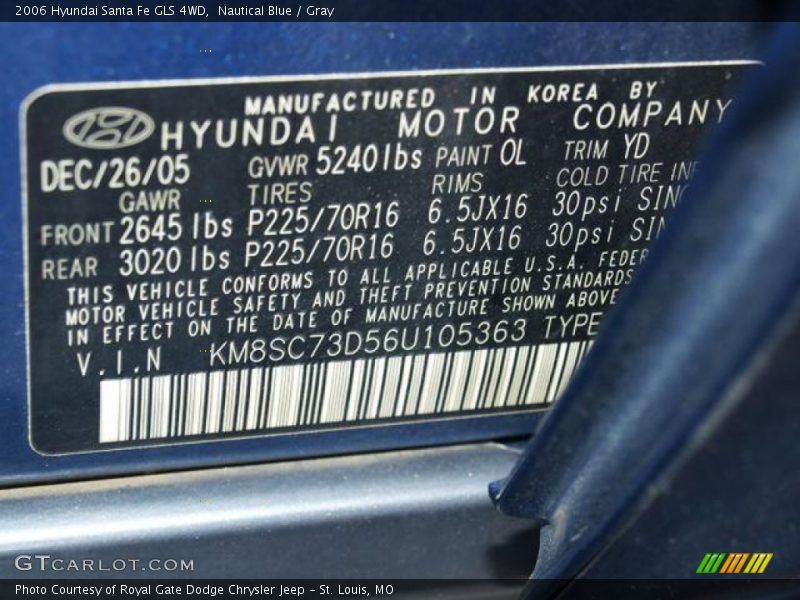 2006 Hyundai Santa Fe GLS 4WD,  Nautical Blue / Gray
MANUFACTURED IN KOREA BY
HYUNDAI MOTOR COMPANY
DEC/26/05 GVWR 5240lbs PAINT OL TRIM YD
GAWR TIRES RIMS COLD TIRE
FRONT 2645 lbs P225/70R16 6.5JX16 30psi
REAR 3020 lbs P225/70R16 6.5JX16 30psi
THIS VEHICLE CONFORMS TO ALL APPLICABLE U.S.A.
MOTOR VEHICLE SAFETY AND THEFT PREVENTION STANDARDS
IN EFFECT ON THE DATE OF MANUFACTURE SHOWN ABOVE
V.I.N KM8SC73D56U105363 TYPE
GTCARLOT.COM
Photo Courtesy of Royal Gate Dodge Chrysler Jeep - St. Louis, MO